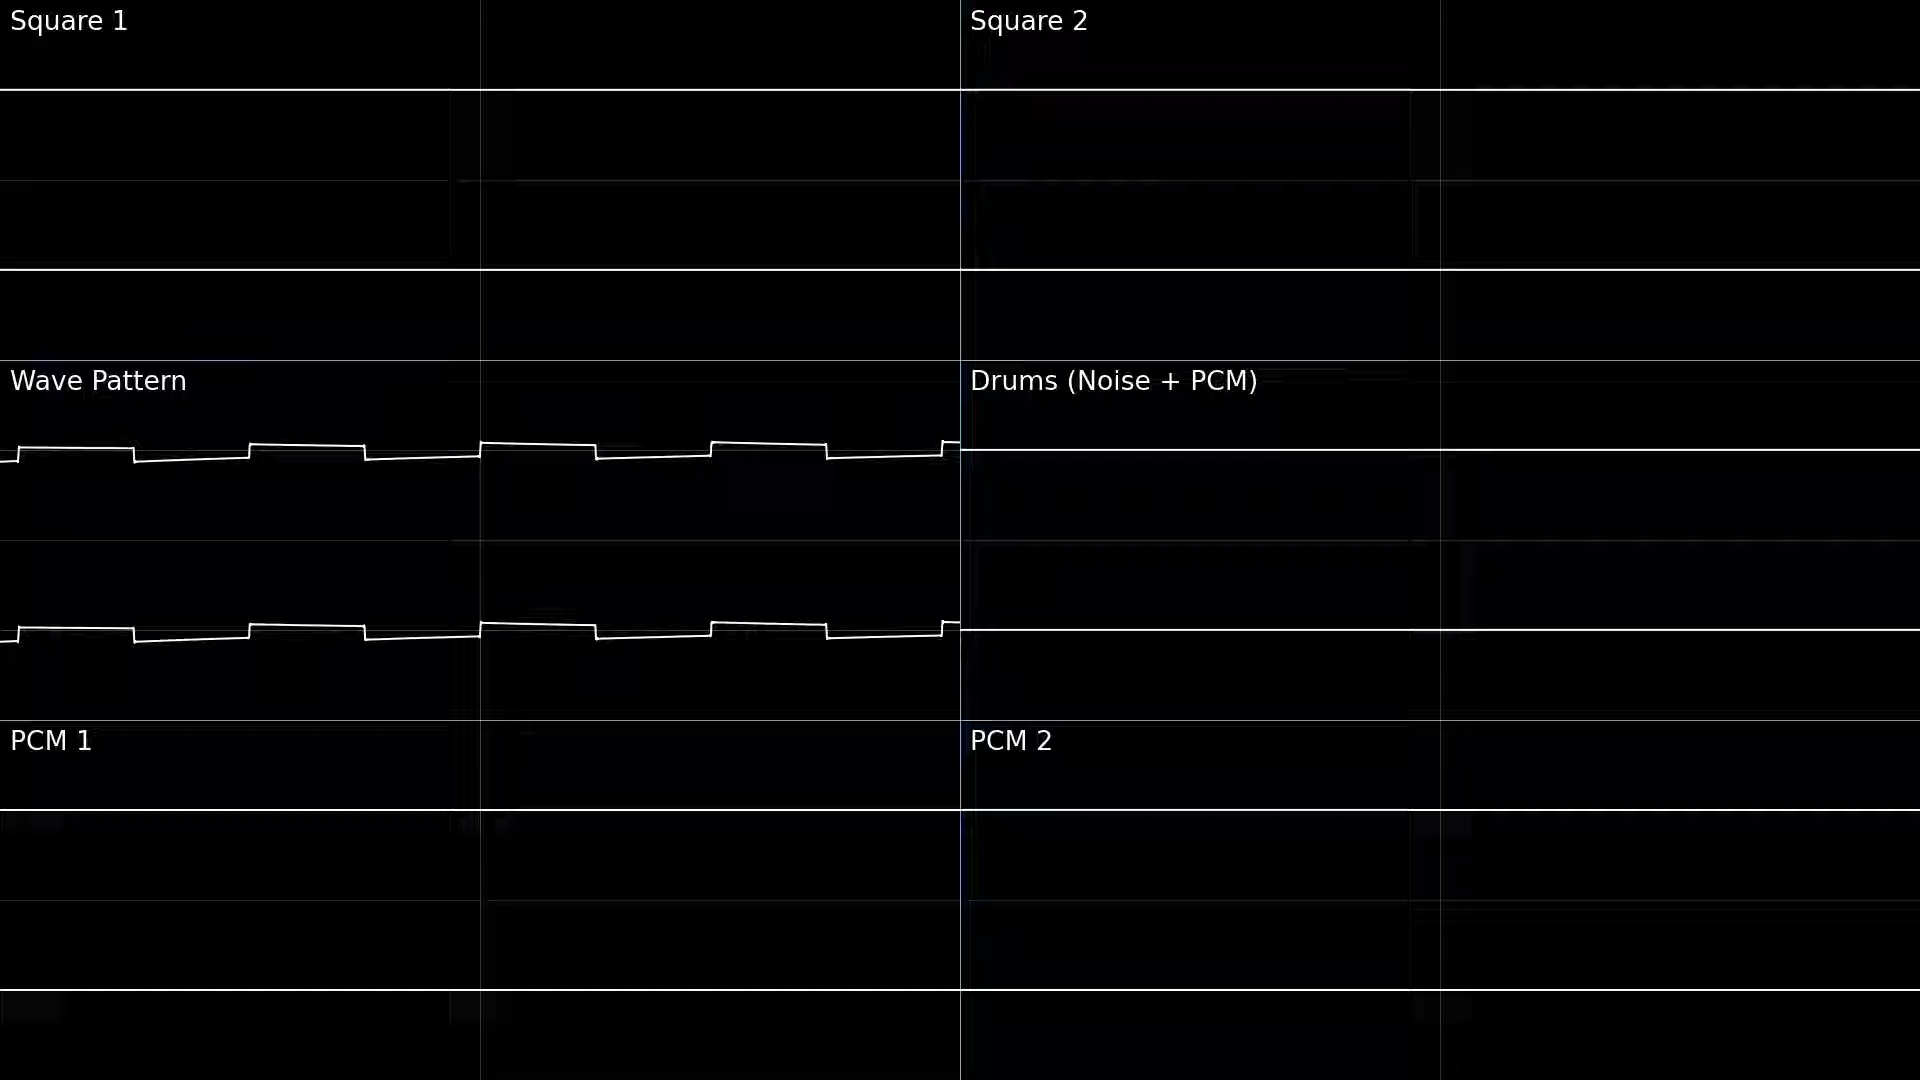 Square 1
Square 2
Wave Pattern
Drums (Noise + PCM)
PCM 1
PCM 2